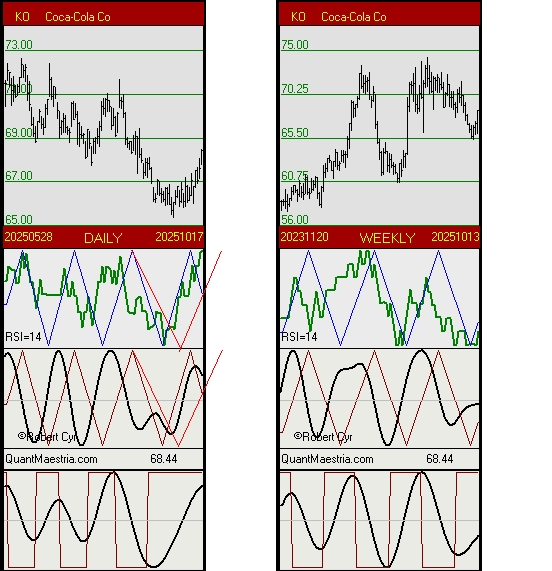 KO Coca-Cola Co
73.00
71.00
69.00
67.00
65.00
20250528 DAILY 20251017
RSI=14
©Robert Cyr
QuantMaestria.com 68.44
KO Coca-Cola Co
75.00
70.25
65.50
60.75
56.00
20231120 WEEKLY 20251013
RSI=14
©Robert Cyr
QuantMaestria.com 68.44